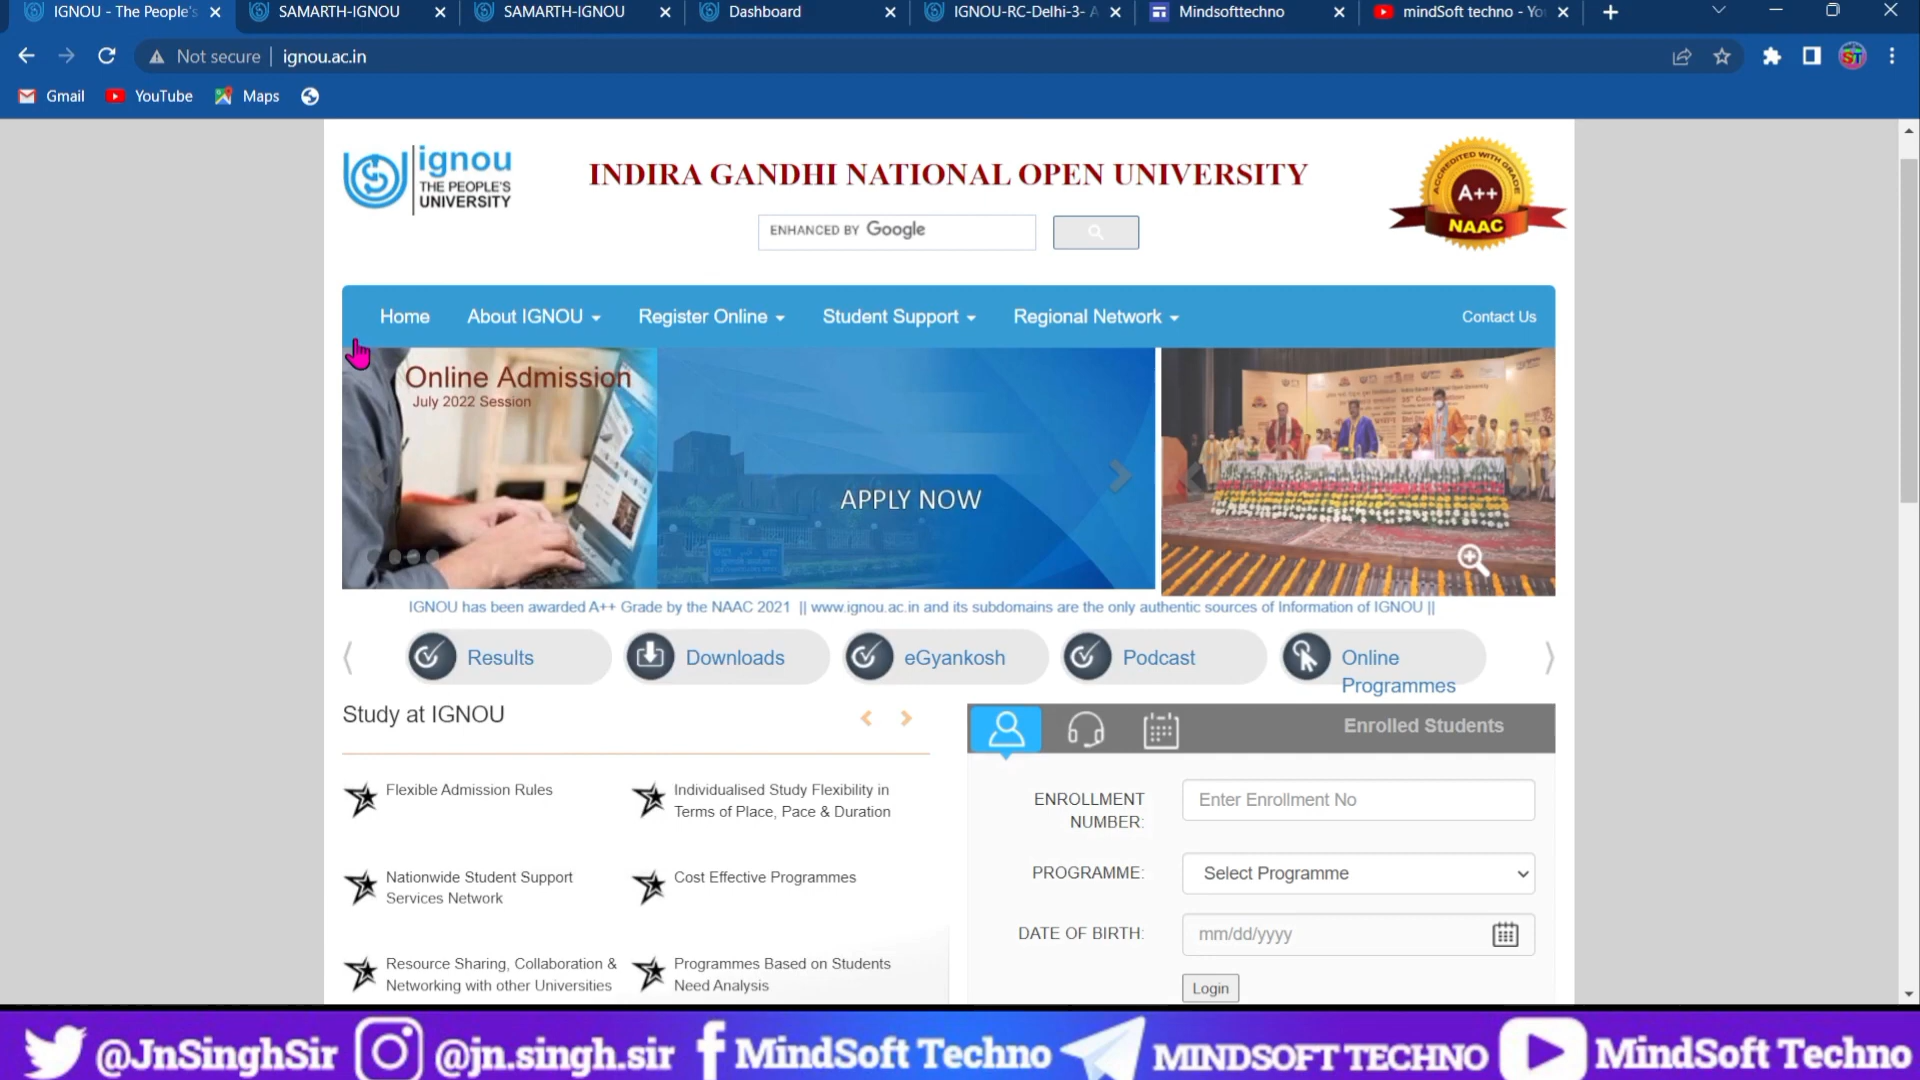 IGNOU - The People's
SAMARTH-IGNOU
SAMARTH-IGNOU
Dashboard
IGNOU-RC-Delhi-3- A
Mindsofttechno
mindSoft techno - Yo
Not secure
ignou.ac.in
Gmail
YouTube
Maps
ignou
THE PEOPLE'S
UNIVERSITY
INDIRA GANDHI NATIONAL OPEN UNIVERSITY
ENHANCED BY Google
ACCREDITED WITH GRADE
A++
NAAC
Home
About IGNOU
Register Online
Student Support
Regional Network
Contact Us
Online Admission
July 2022 Session
APPLY NOW
IGNOU has been awarded A++ Grade by the NAAC 2021 || www.ignou.ac.in and its subdomains are the only authentic sources of Information of IGNOU ||
Results
Downloads
eGyankosh
Podcast
Online
Programmes
Study at IGNOU
Flexible Admission Rules
Individualised Study Flexibility in
Terms of Place, Pace & Duration
Nationwide Student Support
Services Network
Cost Effective Programmes
Resource Sharing, Collaboration &
Networking with other Universities
Programmes Based on Students
Need Analysis
Enrolled Students
ENROLLMENT
NUMBER:
Enter Enrollment No
PROGRAMME:
Select Programme
DATE OF BIRTH:
mm/dd/yyyy
Login
@JnSinghSir
@jn.singh.sir
MindSoft Techno
MINDSOFT TECHNO
MindSoft Techno